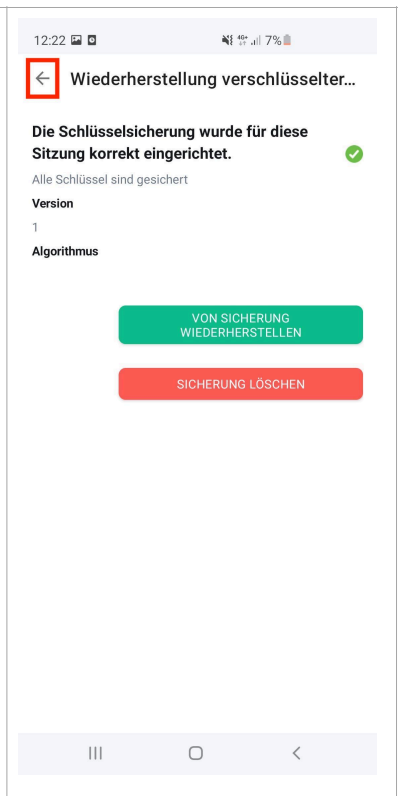 12:22 4G+ 7%
Wiederherstellung verschlüsselter...
Die Schlüsselsicherung wurde für diese
Sitzung korrekt eingerichtet.
Alle Schlüssel sind gesichert
Version
1
Algorithmus
VON SICHERUNG
WIEDERHERSTELLEN
SICHERUNG LÖSCHEN